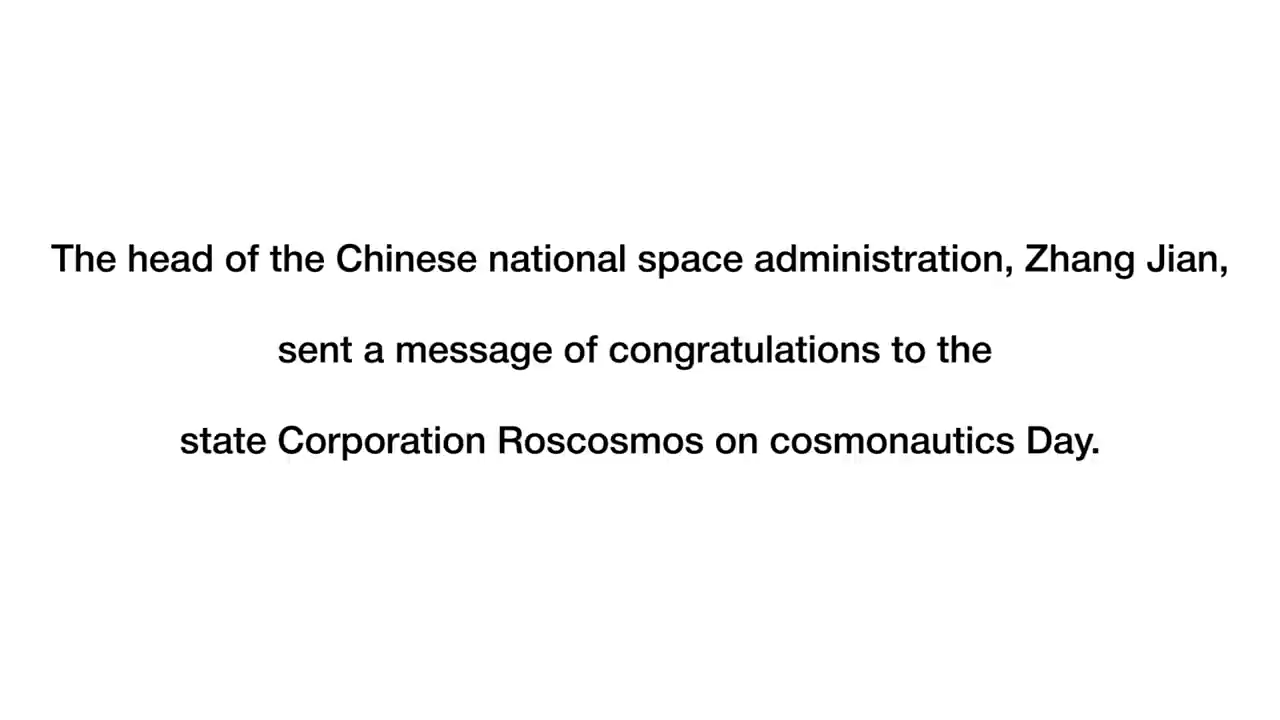 The head of the Chinese national space administration, Zhang Jian,
sent a message of congratulations to the
state Corporation Roscosmos on cosmonautics Day.